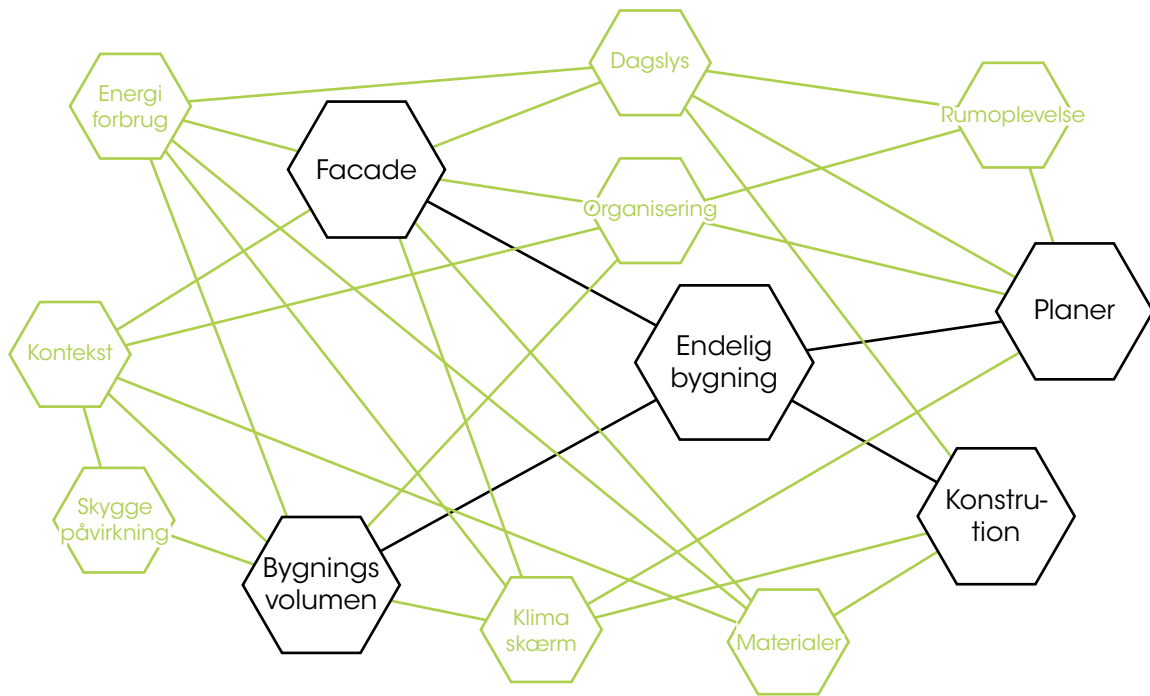 Dagslys
Energi
forbrug
Rumoplevelse
Facade
Organisering
Planer
Endelig
bygning
Kontekst
Konstru-
tion
Skygge
påvirkning
Bygnings
volumen
Klima
skærm
Materialer